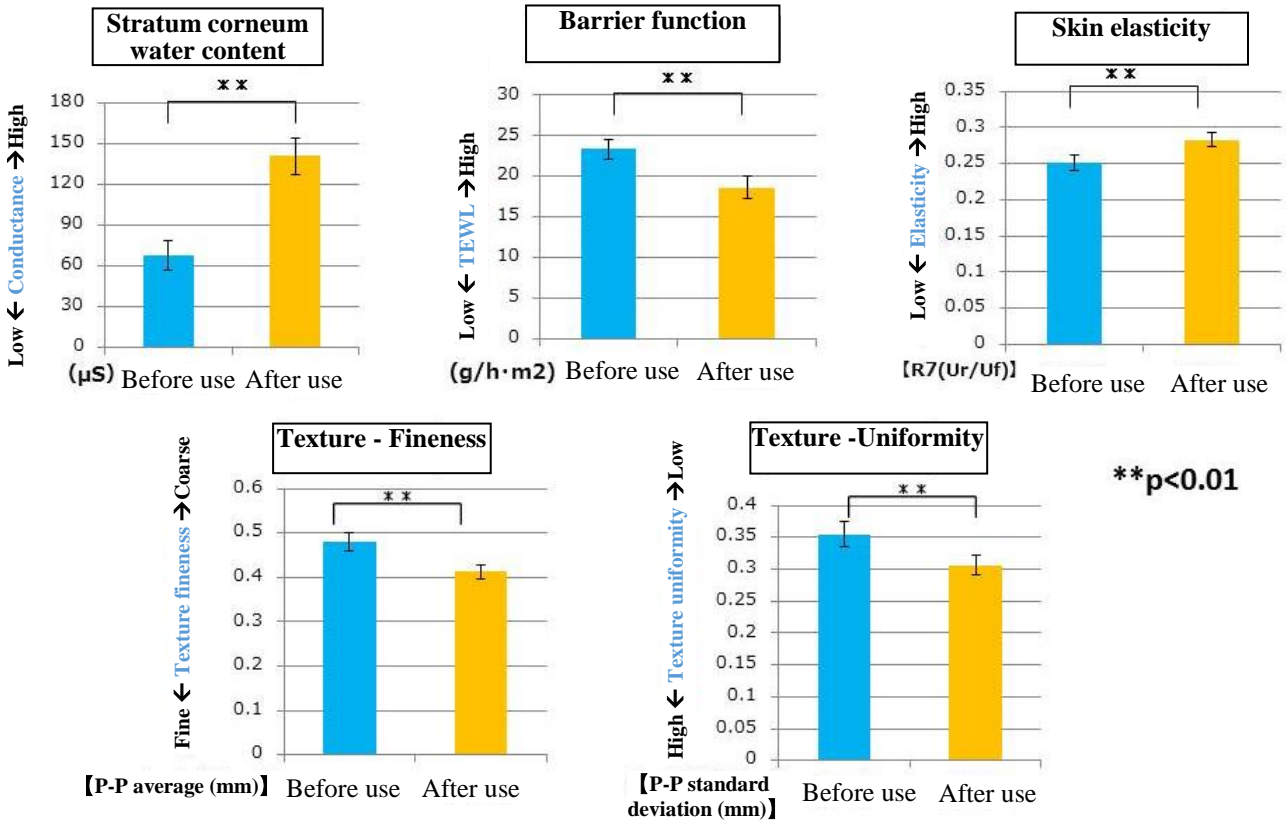 Stratum corneum
water content
* *
Low ← Conductance →High
180
150
120
90
60
30
0
(μS)
Before use
After use
Barrier function
* *
Low ← TEWL →High
30
25
20
15
10
5
0
(g/h·m2)
Before use
After use
Skin elasticity
* *
Low ← Elasticity →High
0.35
0.3
0.25
0.2
0.15
0.1
0.05
0
【R7(Ur/Uf)】
Before use
After use
Texture - Fineness
* *
Fine ← Texture fineness →Coarse
0.6
0.5
0.4
0.3
0.2
0.1
0
【P-P average (mm)】
Before use
After use
Texture -Uniformity
* *
High ← Texture uniformity →Low
0.4
0.35
0.3
0.25
0.2
0.15
0.1
0.05
0
【P-P standard
deviation (mm)】
Before use
After use
**p<0.01